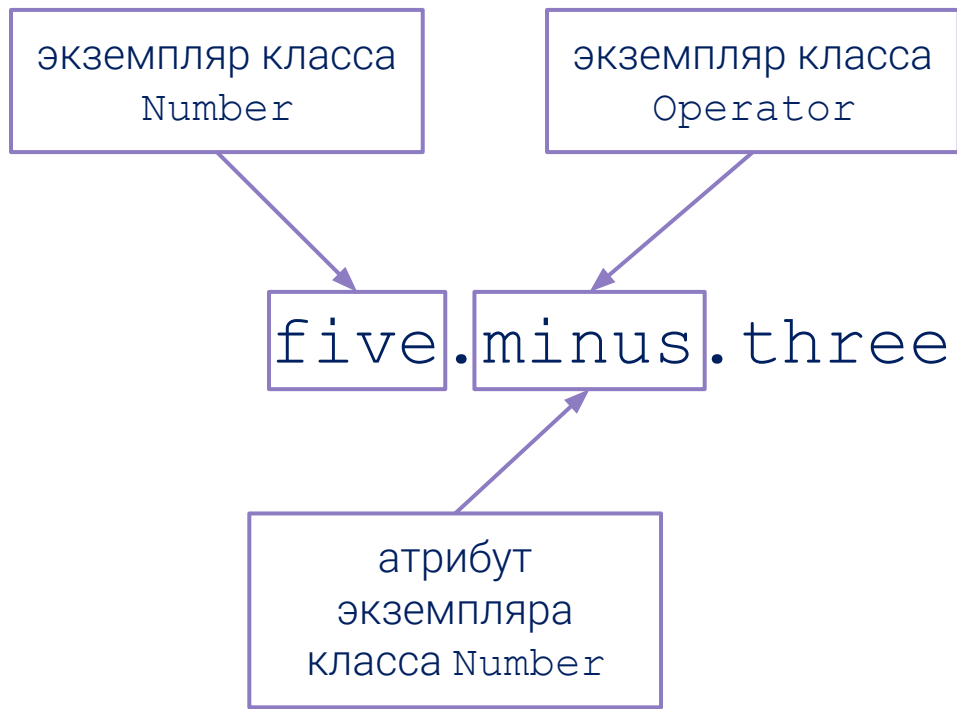 экземпляр класса
Number
экземпляр класса
Operator
five.minus.three
атрибут
экземпляра
класса Number